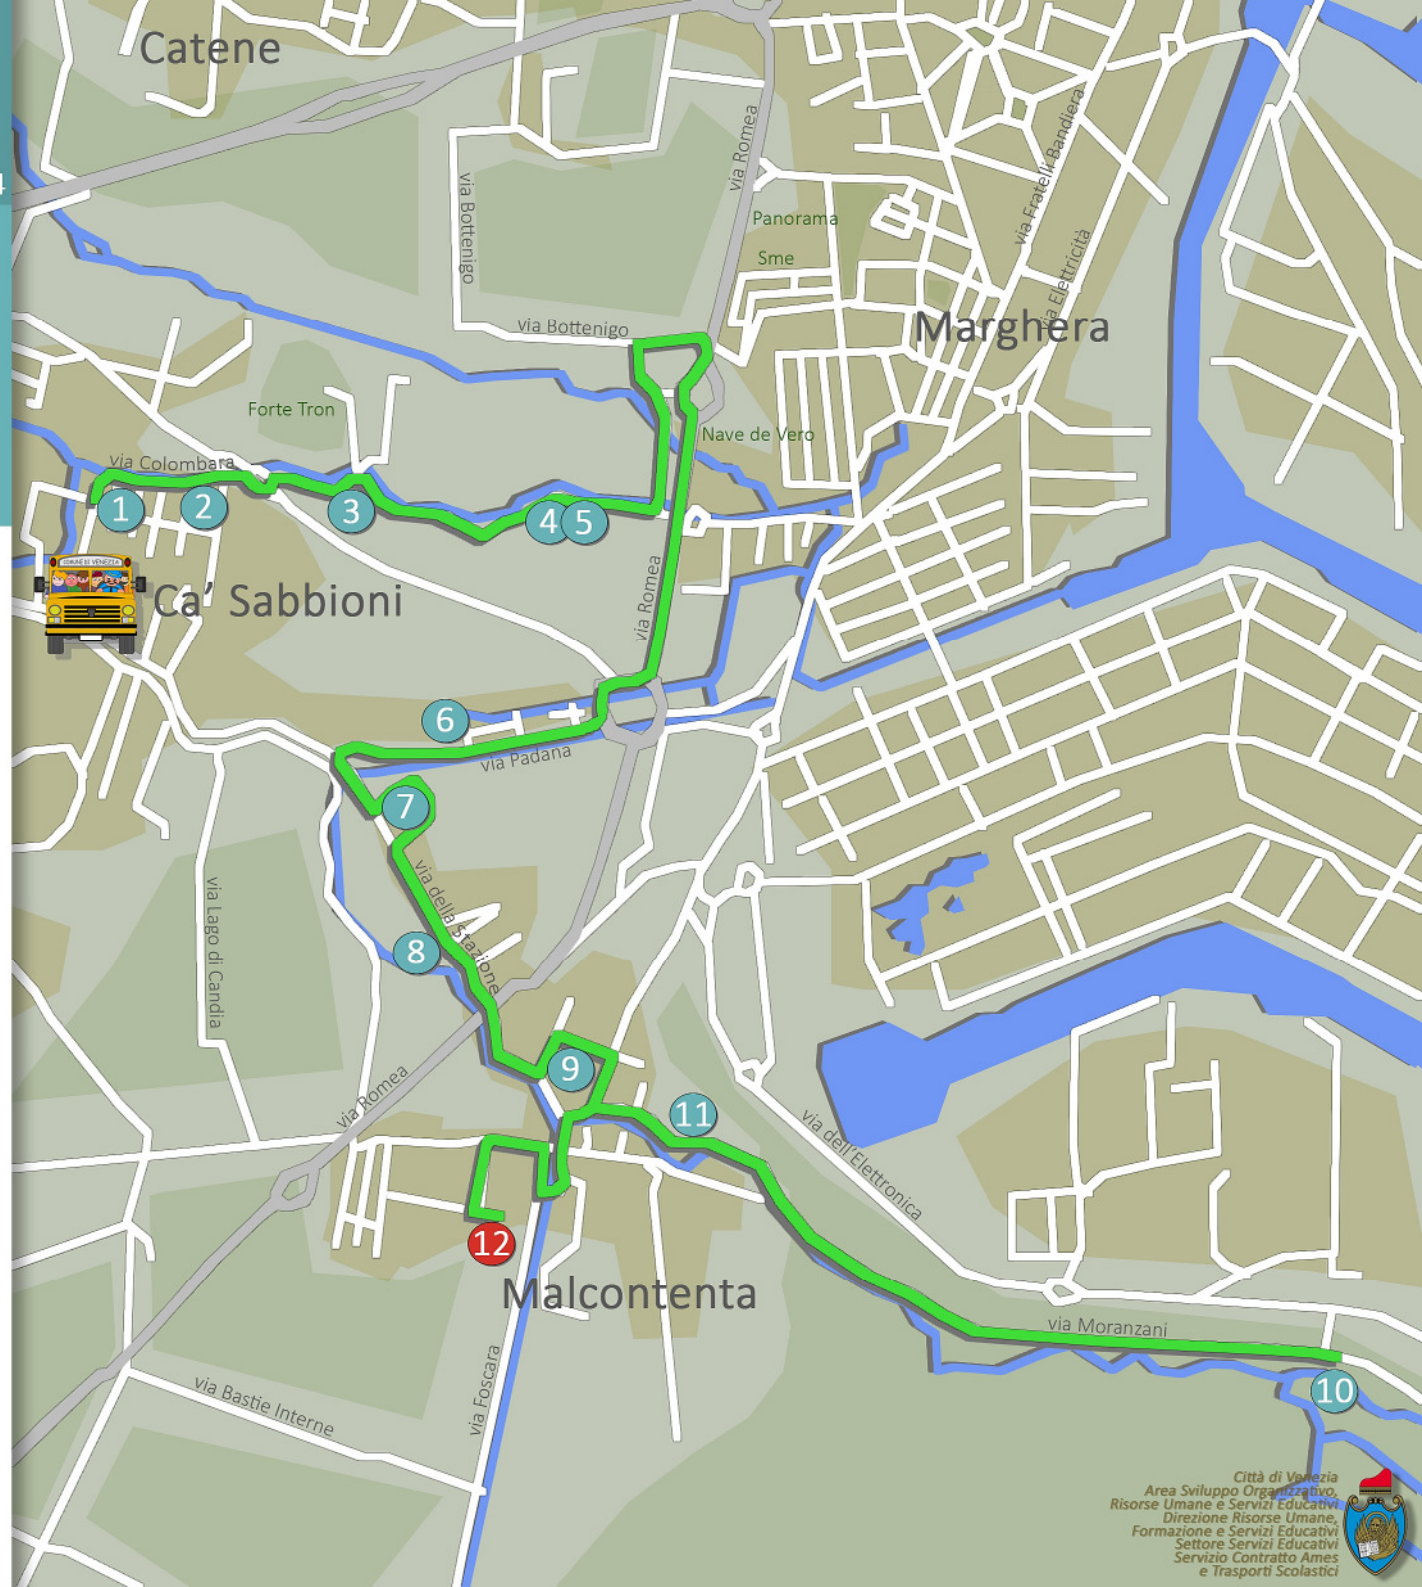 Catene
4
via Romea
via Fratelli Bandiera
via Bottenigo
Panorama
Sme
via Elettricità
via Bottenigo
Marghera
Forte Tron
Nave de Vero
via Colombara
1
2
3
4
5
COMUNE DI VENEZIA
Ca' Sabbioni
via Romea
6
via Padana
7
via della Stazione
via Lago di Candia
8
9
via Romea
11
via dell'Elettronica
12
Malcontenta
via Moranzani
via Foscara
via Bastie Interne
10
Città di Venezia
Area Sviluppo Organizzativo,
Risorse Umane e Servizi Educativi
Direzione Risorse Umane,
Formazione e Servizi Educativi
Settore Servizi Educativi
Servizio Contratto Ames
e Trasporti Scolastici